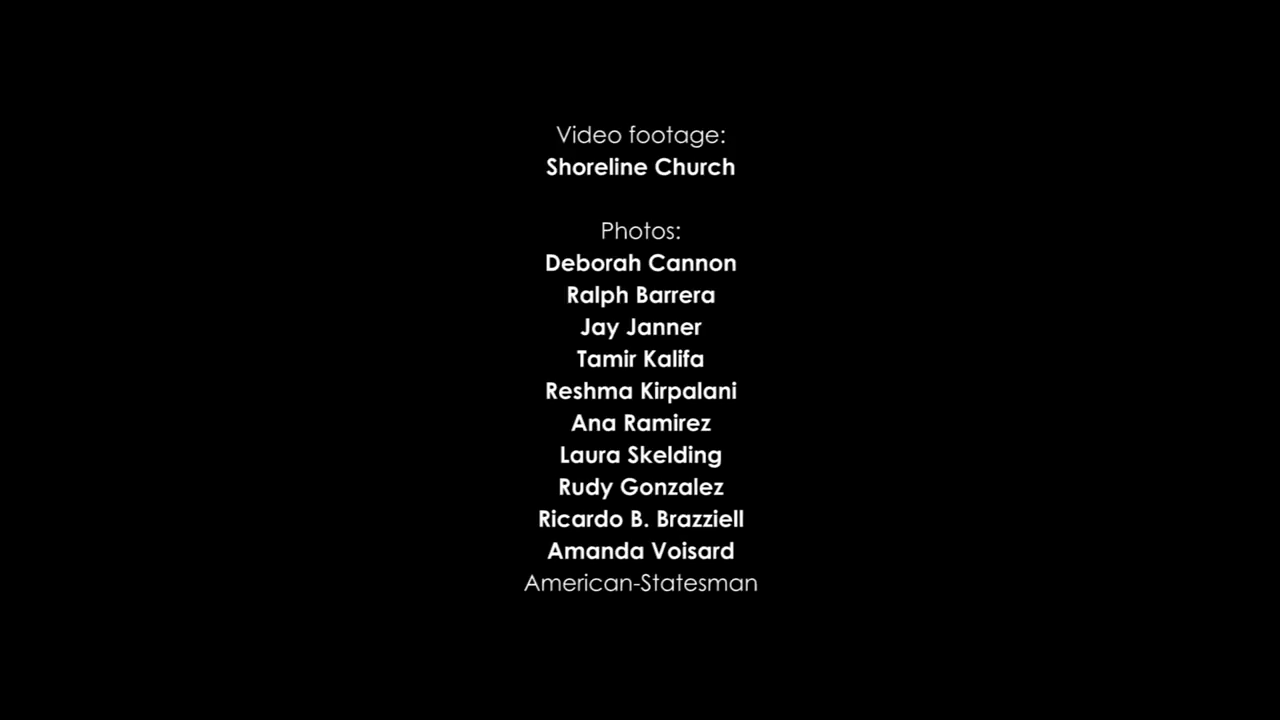 Video footage:
Shoreline Church
Photos:
Deborah Cannon
Ralph Barrera
Jay Janner
Tamir Kalifa
Reshma Kirpalani
Ana Ramirez
Laura Skelding
Rudy Gonzalez
Ricardo B. Brazziell
Amanda Voisard
American-Statesman